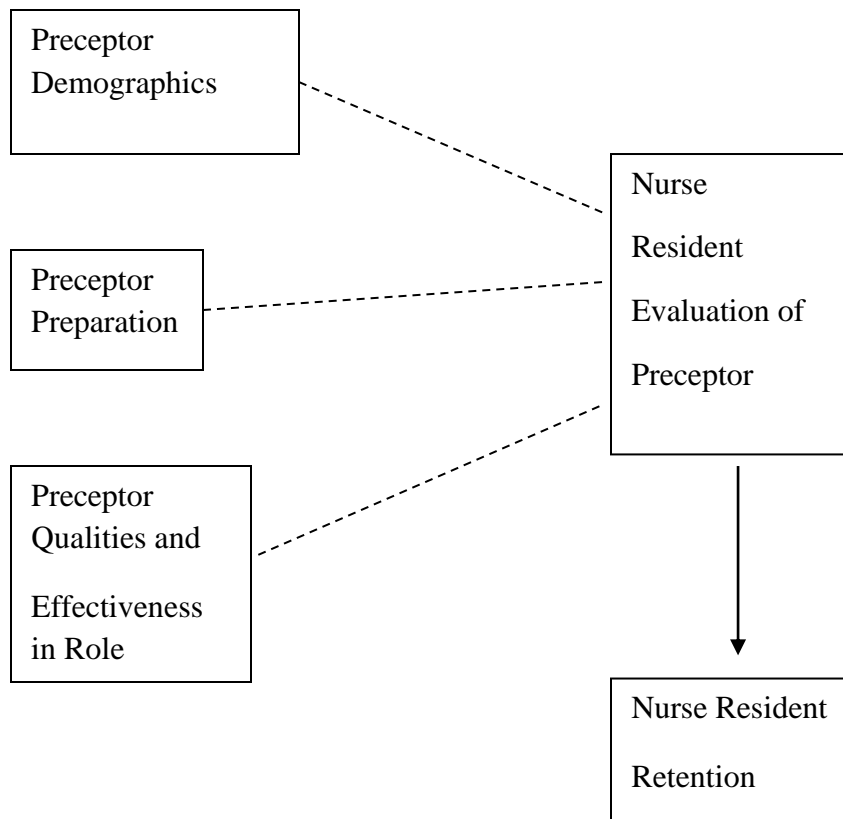 Preceptor
Demographics
Nurse
Resident
Evaluation of
Preceptor
Preceptor
Preparation
Preceptor
Qualities and
Effectiveness
in Role
Nurse Resident
Retention